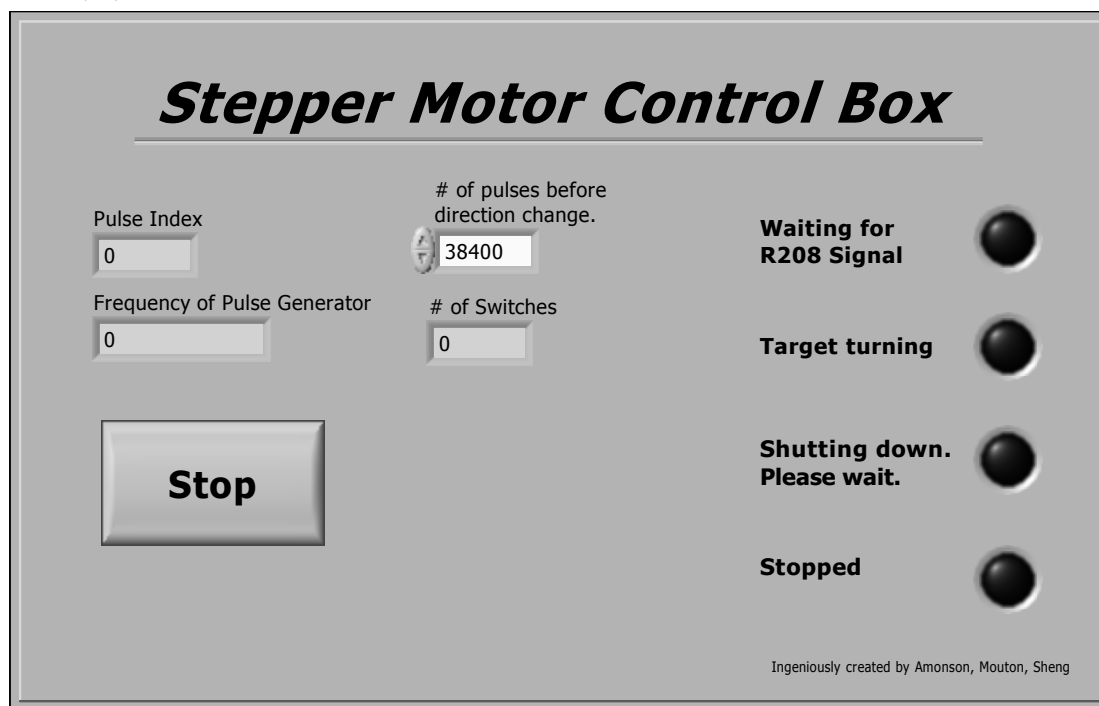 Stepper Motor Control Box
Pulse Index
0
Frequency of Pulse Generator
0
# of pulses before
direction change.
38400
# of Switches
0
Stop
Waiting for
R208 Signal
Target turning
Shutting down.
Please wait.
Stopped
Ingeniously created by Amonson, Mouton, Sheng